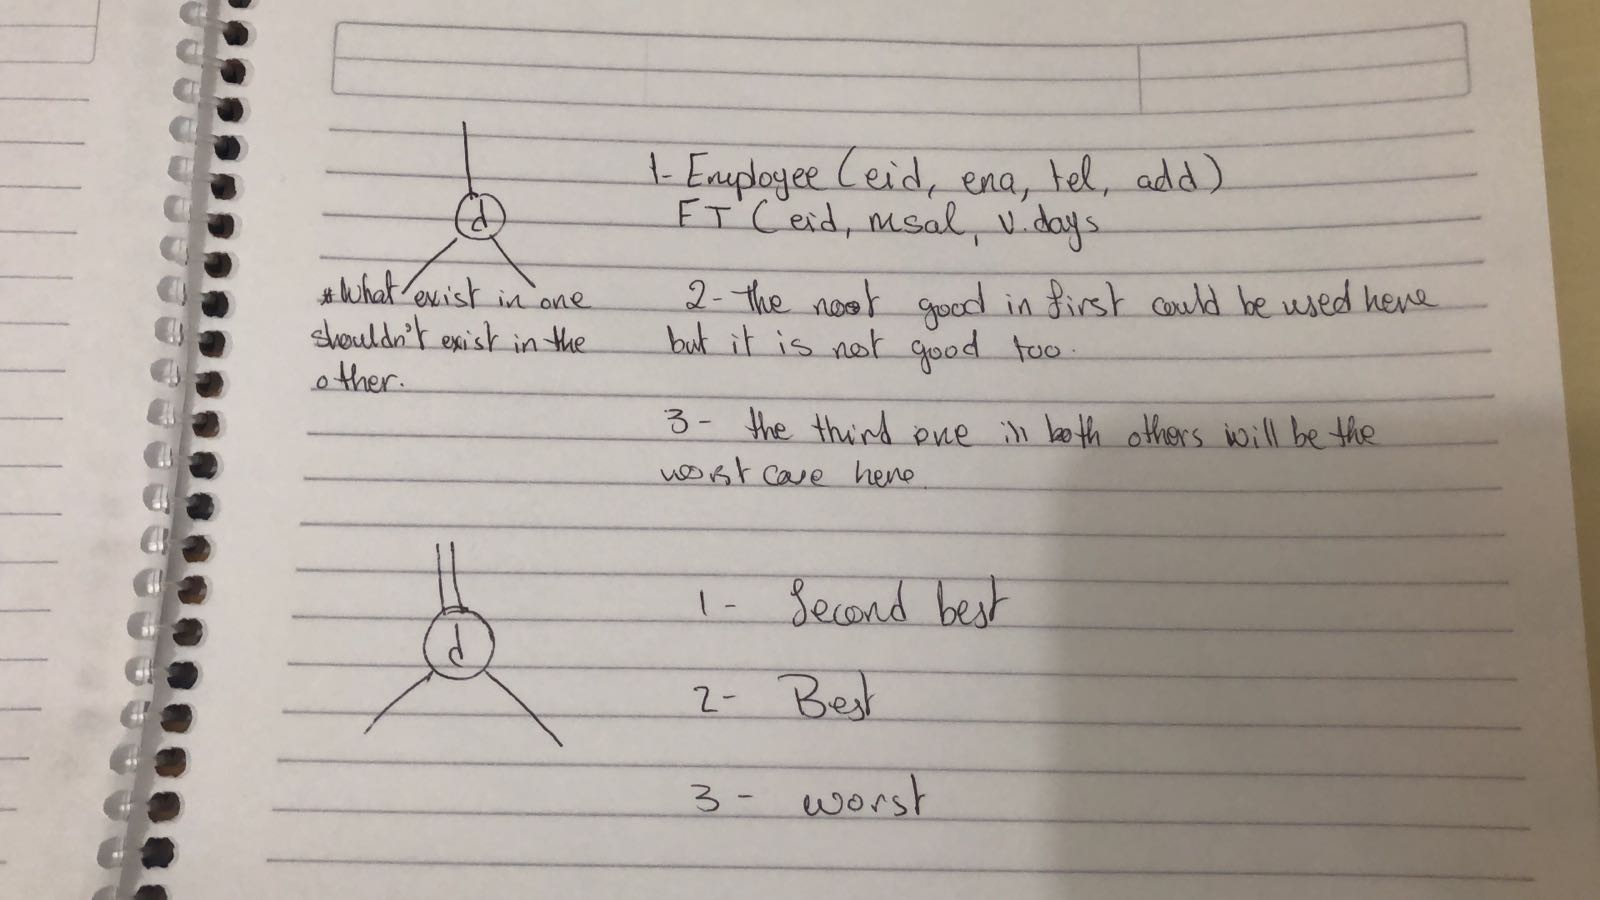 d
*What exist in one
shouldn't exist in the
other.
1- Employee (eid, ena, tel, add)
FT (eid, msal, v.days
2- the not good in first could be used here
but it is not good too.
3- the third one in both others will be the
worst case here.
d
1- Second best
2- Best
3- worst